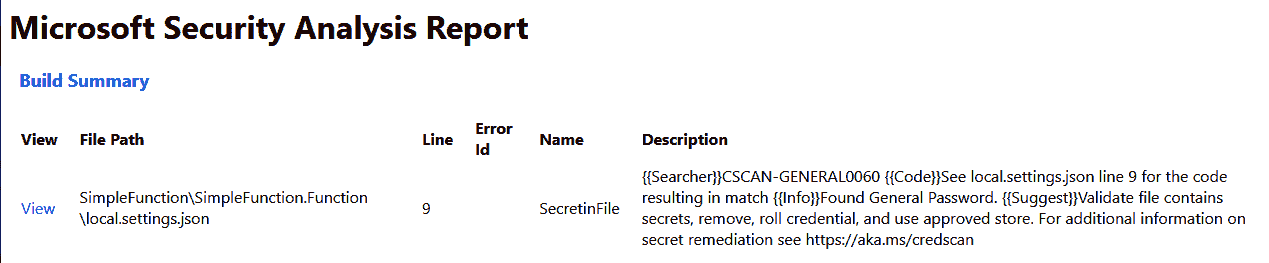 Microsoft Security Analysis Report
Build Summary
View File Path Line Error Id Name Description
View SimpleFunction\SimpleFunction.Function 9 SecretinFile {{Searcher}}CSCAN-GENERAL0060 {{Code}}See local.settings.json line 9 for the code
\local.settings.json resulting in match {{Info}}Found General Password. {{Suggest}}Validate file contains
secrets, remove, roll credential, and use approved store. For additional information on
secret remediation see https://aka.ms/credscan